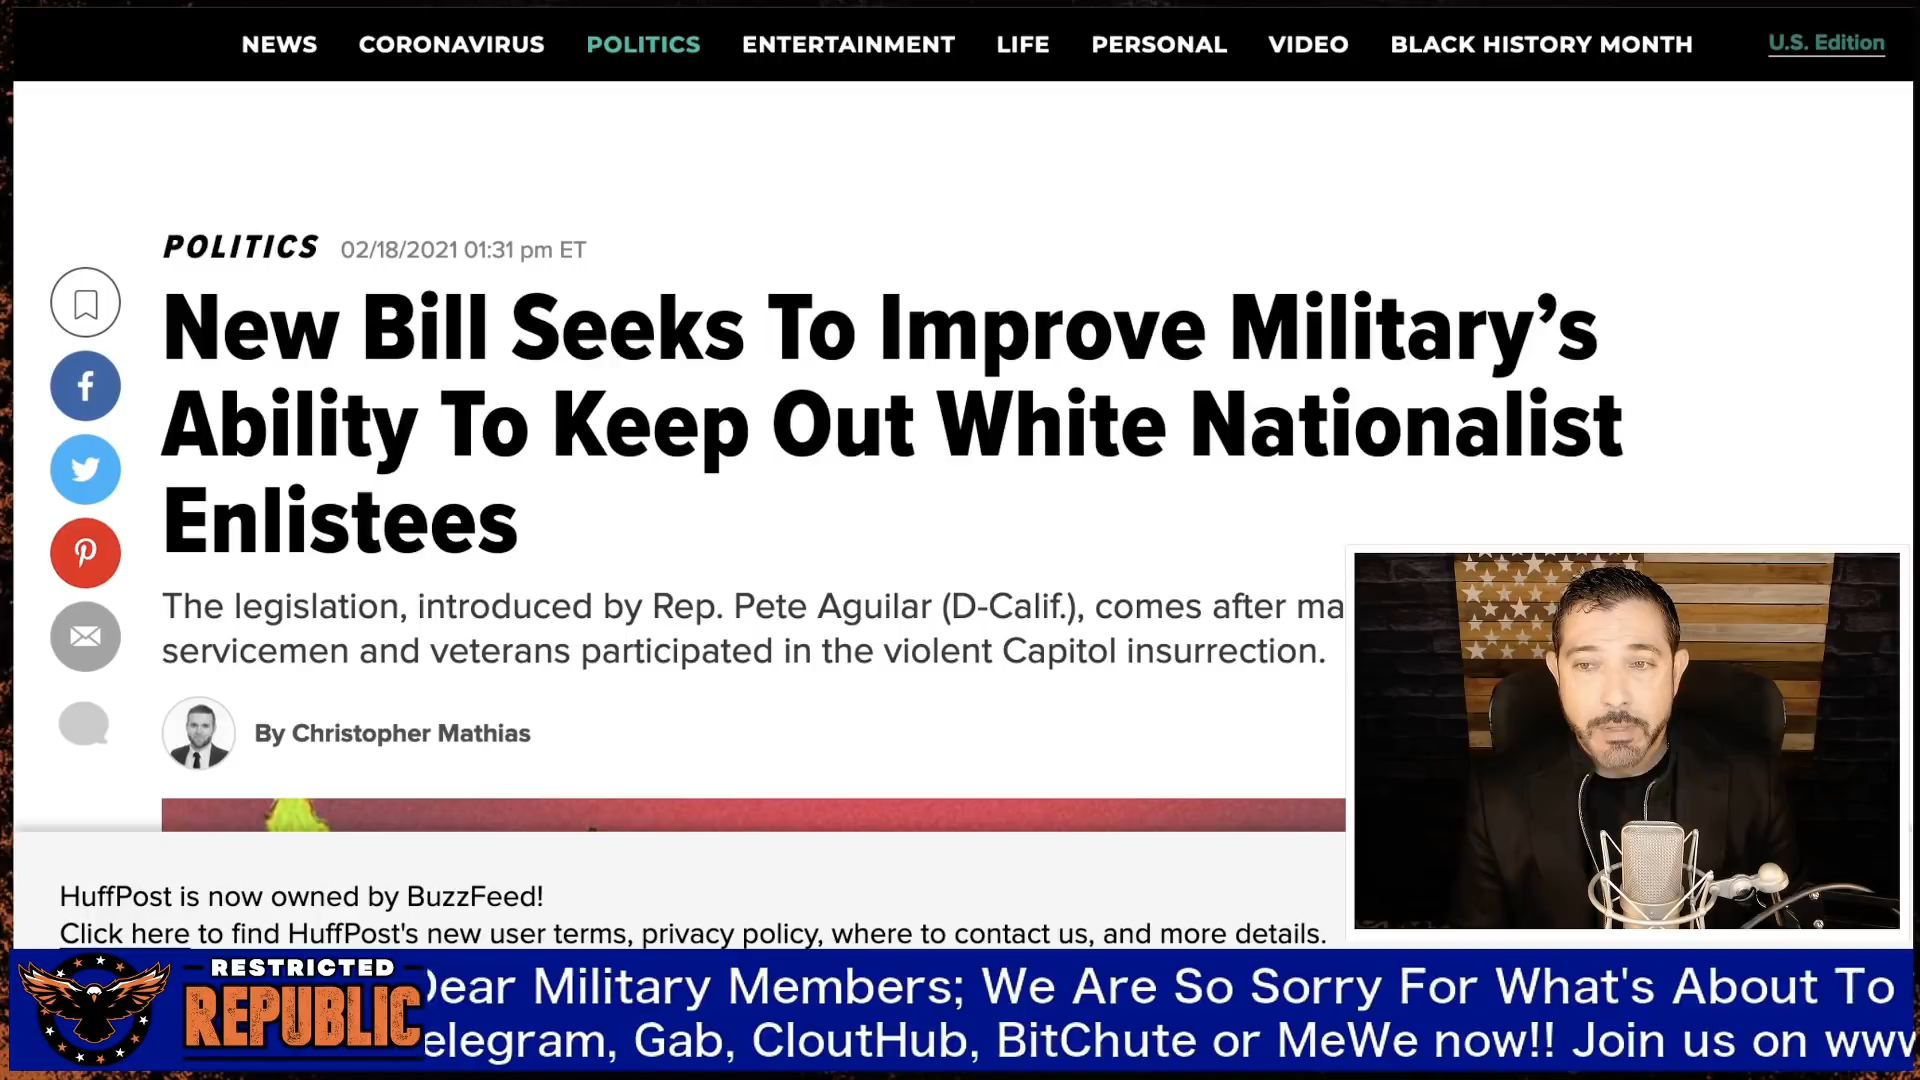 NEWS CORONAVIRUS POLITICS ENTERTAINMENT LIFE PERSONAL VIDEO BLACK HISTORY MONTH U.S. Edition
POLITICS 02/18/2021 01:31 pm ET
New Bill Seeks To Improve Military’s
Ability To Keep Out White Nationalist
Enlistees
The legislation, introduced by Rep. Pete Aguilar (D-Calif.), comes after ma
servicemen and veterans participated in the violent Capitol insurrection.
By Christopher Mathias
HuffPost is now owned by BuzzFeed!
Click here to find HuffPost's new user terms, privacy policy, where to contact us, and more details.
RESTRICTED
REPUBLIC
Dear Military Members; We Are So Sorry For What's About To
elegram, Gab, CloutHub, BitChute or MeWe now!! Join us on www